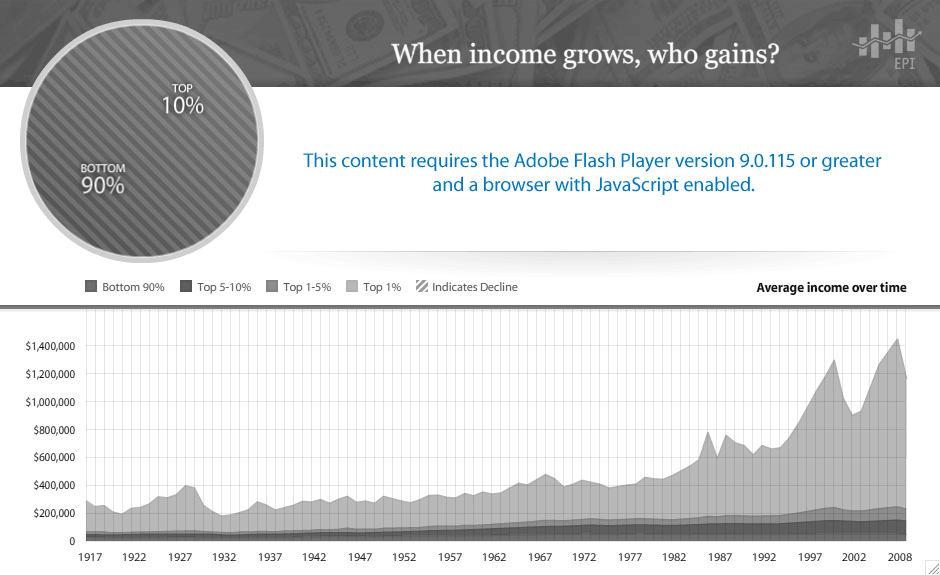 When income grows, who gains?
EPI
TOP
10%
BOTTOM
90%
This content requires the Adobe Flash Player version 9.0.115 or greater
and a browser with JavaScript enabled.
Bottom 90% Top 5-10% Top 1-5% Top 1% Indicates Decline
Average income over time
$1,400,000
$1,200,000
$1,000,000
$800,000
$600,000
$400,000
$200,000
0
1917 1922 1927 1932 1937 1942 1947 1952 1957 1962 1967 1972 1977 1982 1987 1992 1997 2002 2008